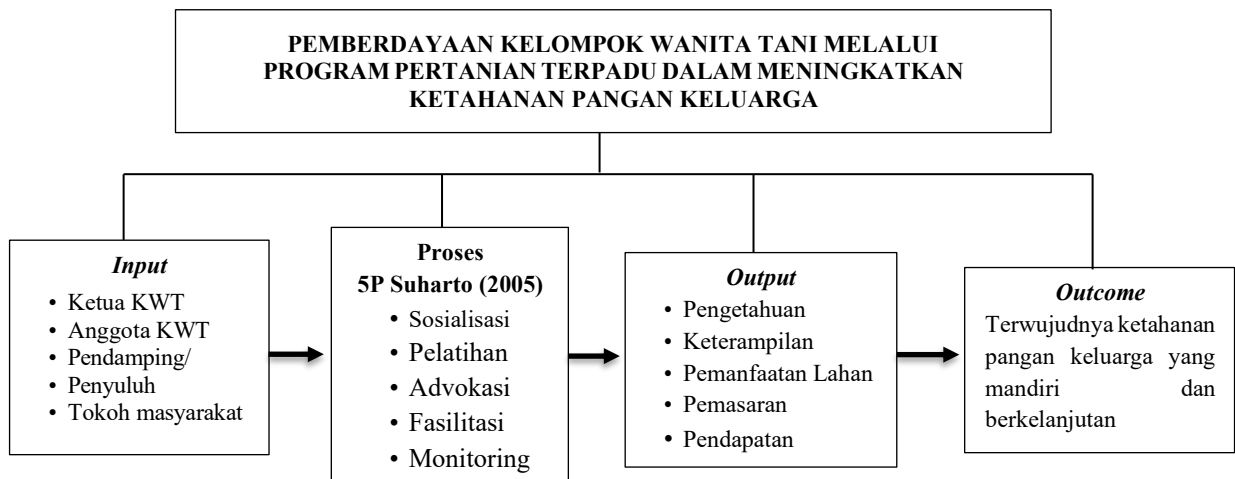 PEMBERDAYAAN KELOMPOK WANITA TANI MELALUI
PROGRAM PERTANIAN TERPADU DALAM MENINGKATKAN
KETAHANAN PANGAN KELUARGA
Input
• Ketua KWT
• Anggota KWT
• Pendamping/
• Penyuluh
• Tokoh masyarakat
Proses
5P Suharto (2005)
• Sosialisasi
• Pelatihan
• Advokasi
• Fasilitasi
• Monitoring
Output
• Pengetahuan
• Keterampilan
• Pemanfaatan Lahan
• Pemasaran
• Pendapatan
Outcome
Terwujudnya ketahanan
pangan keluarga yang
mandiri dan
berkelanjutan